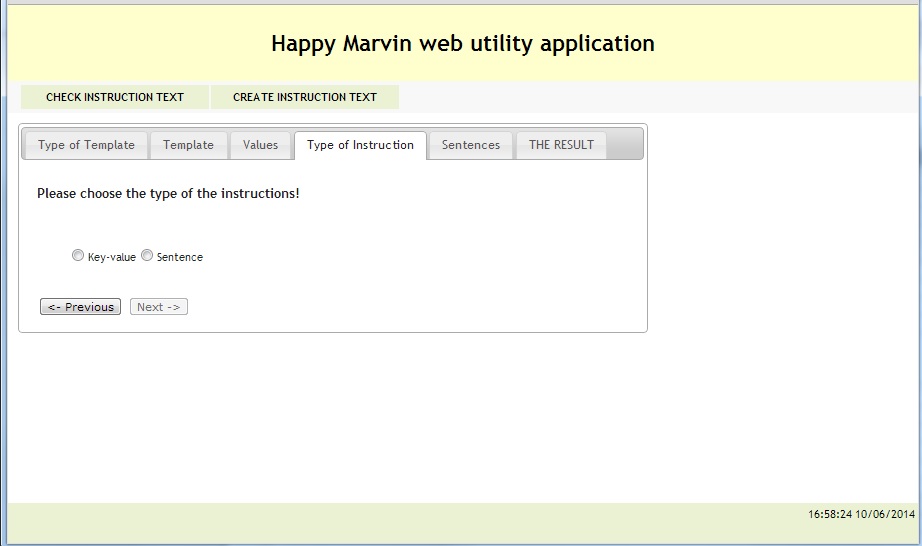 Happy Marvin web utility application
CHECK INSTRUCTION TEXT CREATE INSTRUCTION TEXT
Type of Template Template Values Type of Instruction Sentences THE RESULT
Please choose the type of the instructions!
Key-value Sentence
<- Previous Next ->
16:58:24 10/06/2014